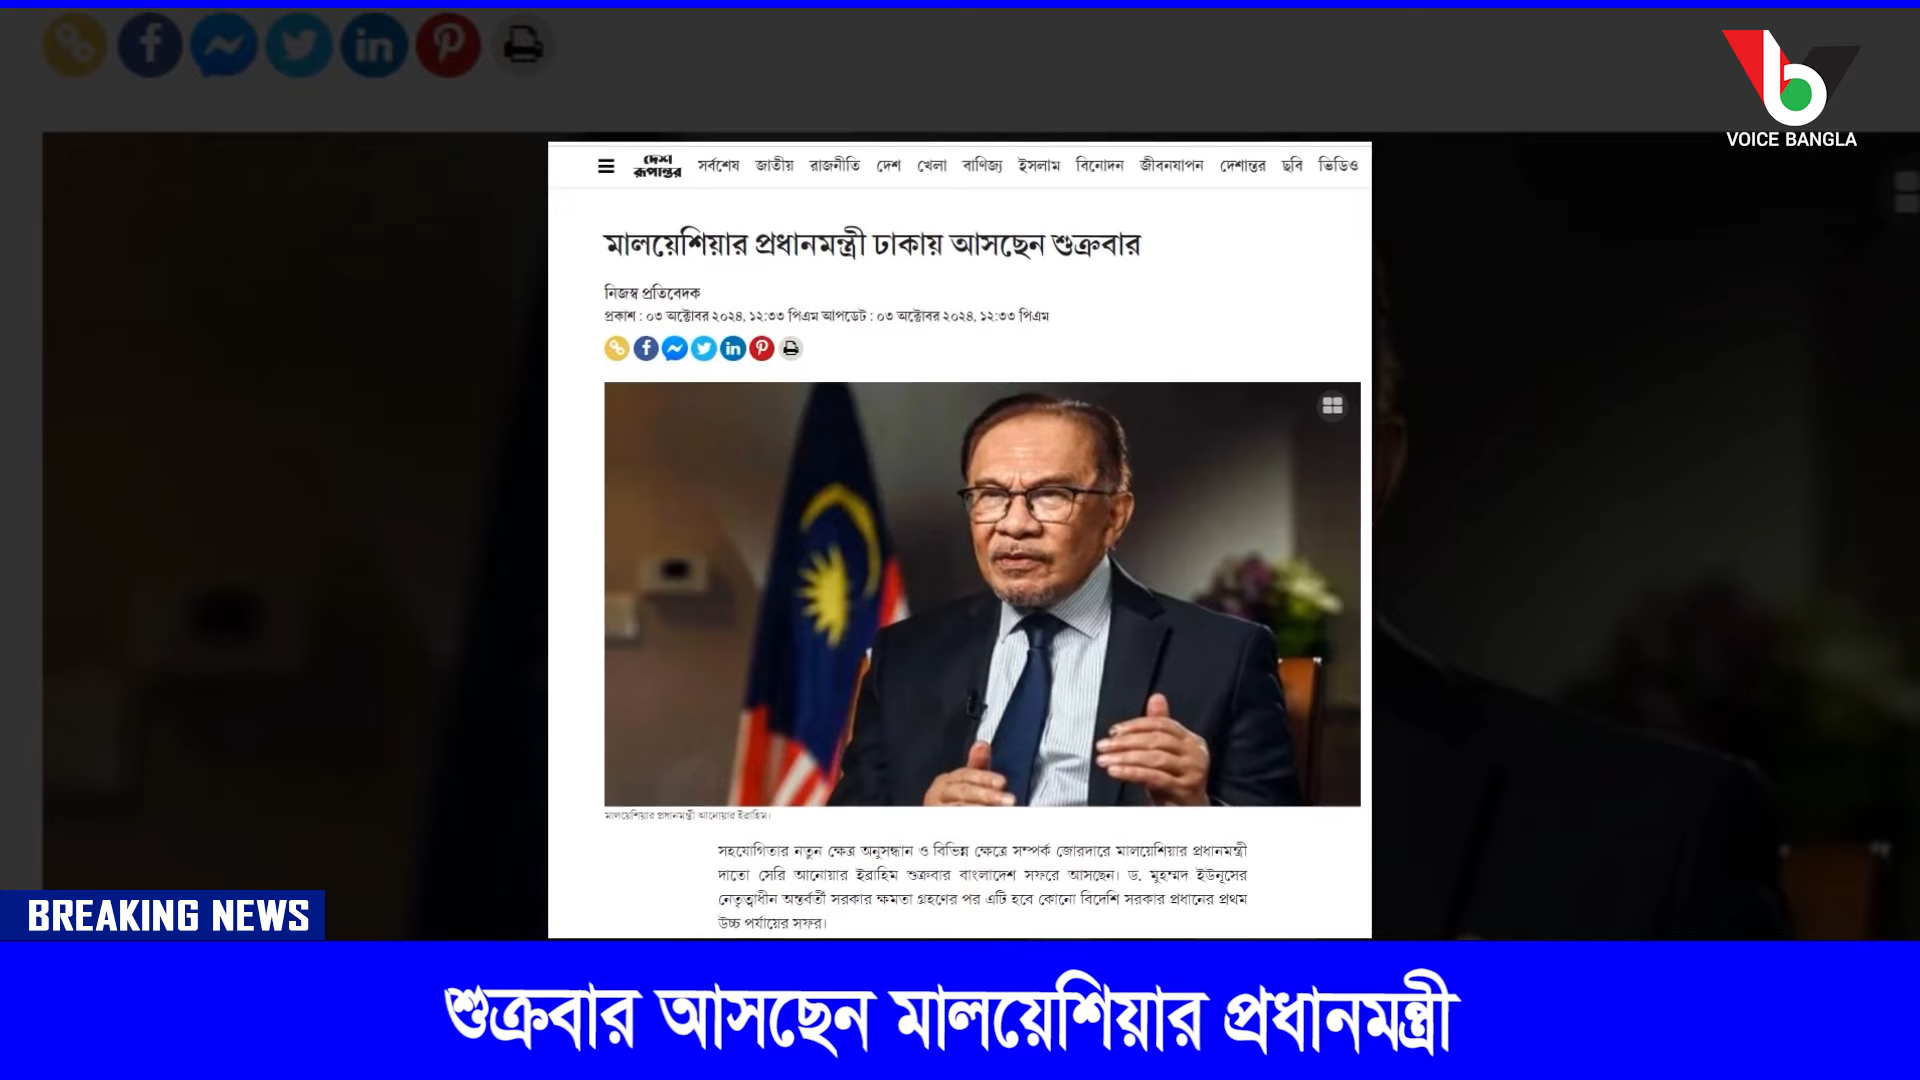 VOICE BANGLA
দেশ রূপান্তর
সর্বশেষ জাতীয় রাজনীতি দেশ খেলা বাণিজ্য ইসলাম বিনোদন জীবনযাপন দেশান্তর ছবি ভিডিও
মালয়েশিয়ার প্রধানমন্ত্রী ঢাকায় আসছেন শুক্রবার
নিজস্ব প্রতিবেদক
প্রকাশ : ০৩ অক্টোবর ২০২৪, ১২:৩৩ পিএম আপডেট : ০৩ অক্টোবর ২০২৪, ১২:৩৩ পিএম
মালয়েশিয়ার প্রধানমন্ত্রী আনোয়ার ইব্রাহিম।
সহযোগিতার নতুন ক্ষেত্র অনুসন্ধান ও বিভিন্ন ক্ষেত্রে সম্পর্ক জোরদারে মালয়েশিয়ার প্রধানমন্ত্রী
দাতো সেরি আনোয়ার ইব্রাহিম শুক্রবার বাংলাদেশ সফরে আসছেন। ড. মুহম্মদ ইউনূসের
নেতৃত্বাধীন অন্তর্বর্তী সরকার ক্ষমতা গ্রহণের পর এটি হবে কোনো বিদেশি সরকার প্রধানের প্রথম
উচ্চ পর্যায়ের সফর।
BREAKING NEWS
শুক্রবার আসছেন মালয়েশিয়ার প্রধানমন্ত্রী